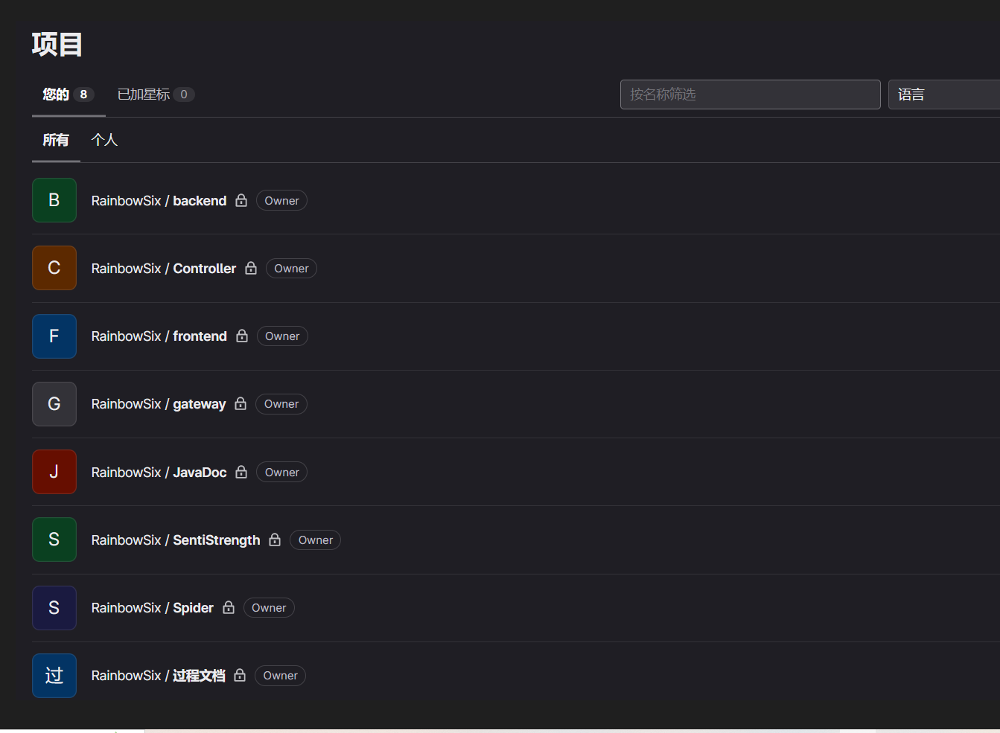 项目
您的 8 已加星标 0 按名称筛选 语言
所有 个人
B RainbowSix / backend Owner
C RainbowSix / Controller Owner
F RainbowSix / frontend Owner
G RainbowSix / gateway Owner
J RainbowSix / JavaDoc Owner
S RainbowSix / SentiStrength Owner
S RainbowSix / Spider Owner
过 RainbowSix / 过程文档 Owner